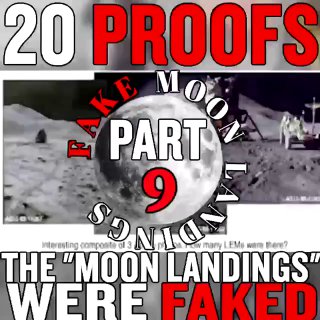 20 PROOFS
FAKE MOON LANDINGS
PART
9
Interesting composite of 3 How many LEMs were there?
THE "MOON LANDINGS"
WERE FAKED